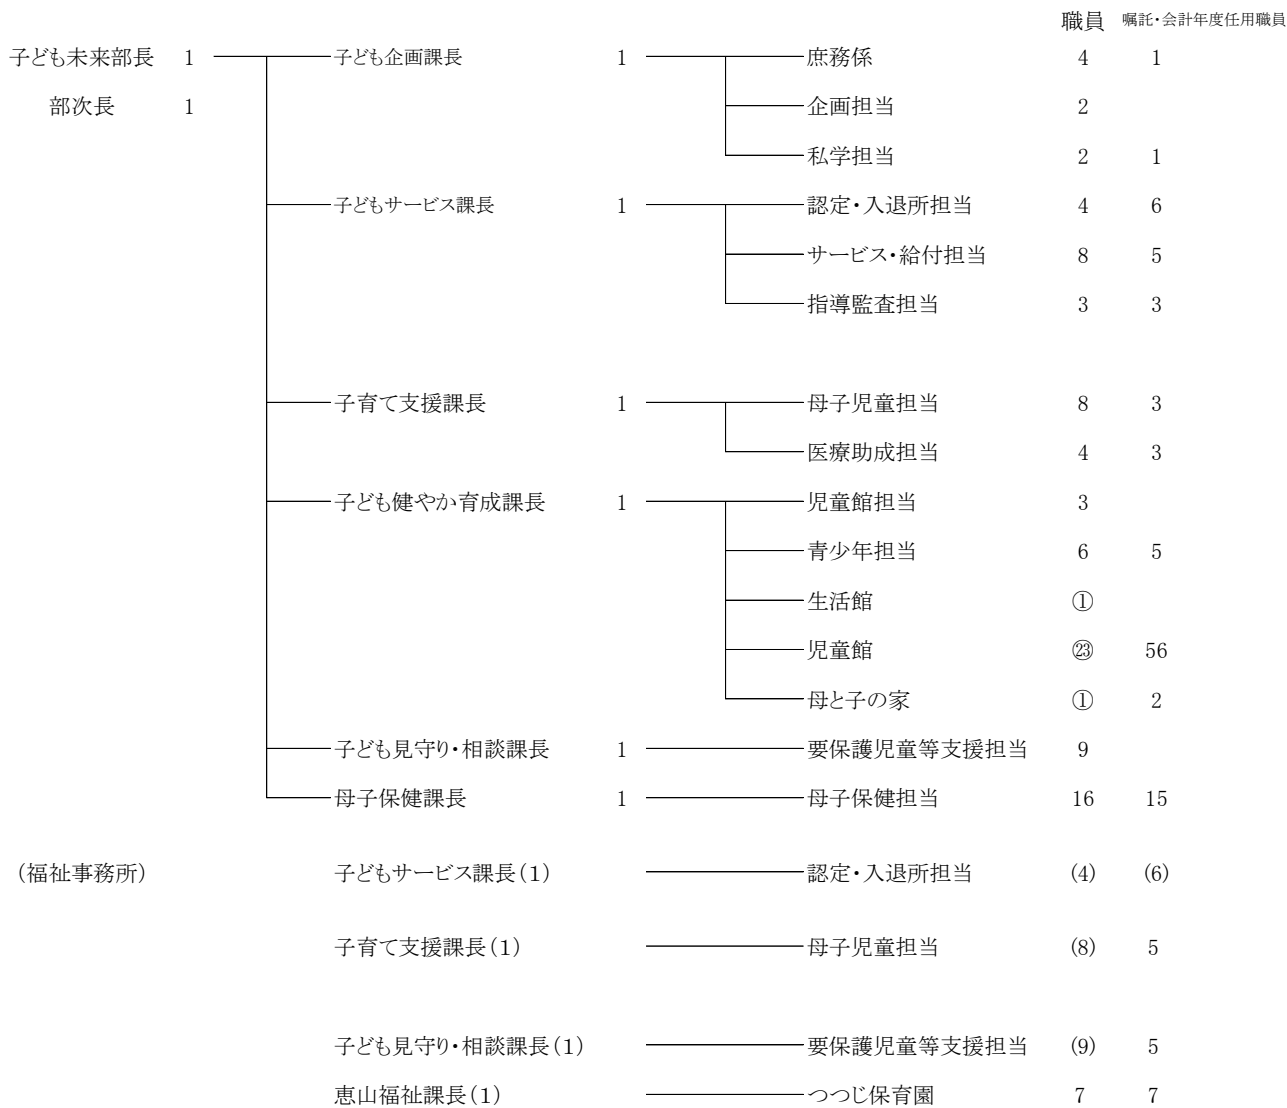 職員 嘱託・会計年度任用職員
子ども未来部長 1 子ども企画課長 1 庶務係 4 1
部次長 1 企画担当 2
私学担当 2 1
子どもサービス課長 1 認定・入退所担当 4 6
サービス・給付担当 8 5
指導監査担当 3 3
子育て支援課長 1 母子児童担当 8 3
医療助成担当 4 3
子ども健やか育成課長 1 児童館担当 3
青少年担当 6 5
生活館 ①
児童館 ㉓ 56
母と子の家 ① 2
子ども見守り・相談課長 1 要保護児童等支援担当 9
母子保健課長 1 母子保健担当 16 15
(福祉事務所) 子どもサービス課長(1) 認定・入退所担当 (4) (6)
子育て支援課長(1) 母子児童担当 (8) 5
子ども見守り・相談課長(1) 要保護児童等支援担当 (9) 5
恵山福祉課長(1) つつじ保育園 7 7